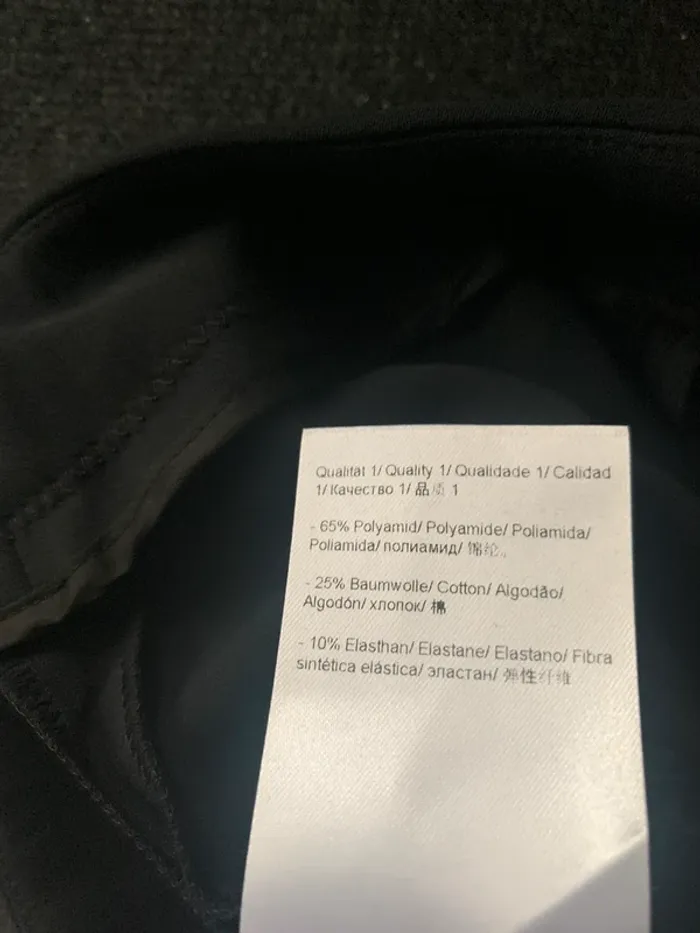 Qualität 1/ Quality 1/ Qualidade 1/ Calidad
1/ Качество 1/ 品质 1
- 65% Polyamid/ Polyamide/ Poliamida/
Poliamida/ полиамид/ 锦纶。
- 25% Baumwolle/ Cotton/ Algodão/
Algodón/ хлопок/ 棉
- 10% Elasthan/ Elastane/ Elastano/ Fibra
sintética elástica/ эластан/ 弹性纤维